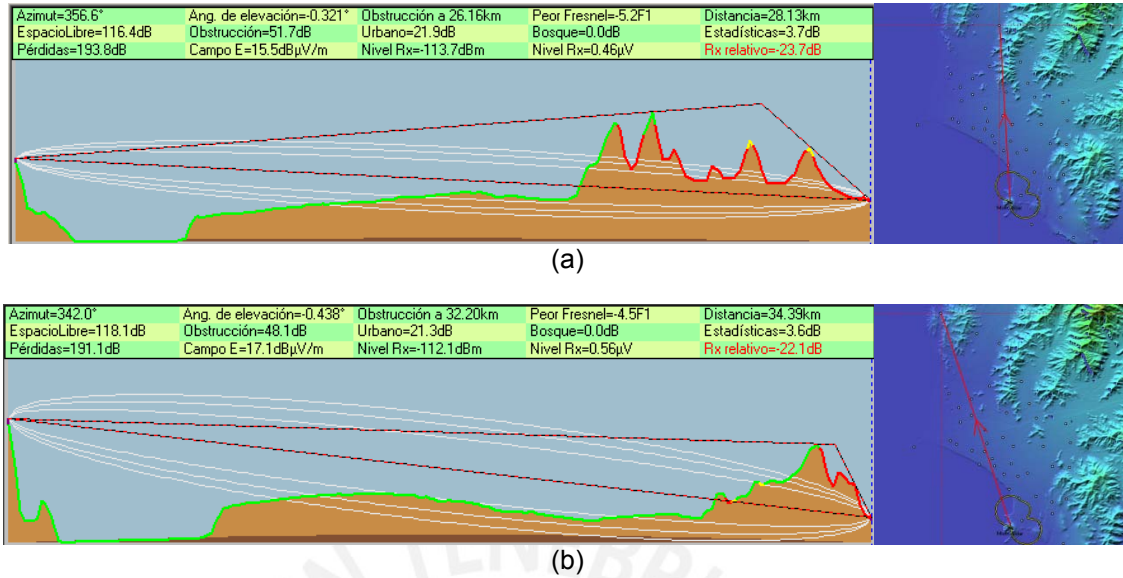 Azimut=356.6° Ang. de elevación=-0.321° Obstrucción a 26.16km Peor Fresnel=-5.2F1 Distancia=28.13km
EspacioLibre=116.4dB Obstrucción=51.7dB Urbano=21.9dB Bosque=0.0dB Estadísticas=3.7dB
Pérdidas=193.8dB Campo E=15.5dBµV/m Nivel Rx=-113.7dBm Nivel Rx=0.46µV Rx relativo=-23.7dB
(a)
Azimut=342.0° Ang. de elevación=-0.438° Obstrucción a 32.20km Peor Fresnel=-4.5F1 Distancia=34.39km
EspacioLibre=118.1dB Obstrucción=48.1dB Urbano=21.3dB Bosque=0.0dB Estadísticas=3.6dB
Pérdidas=191.1dB Campo E=17.1dBµV/m Nivel Rx=-112.1dBm Nivel Rx=0.56µV Rx relativo=-22.1dB
(b)